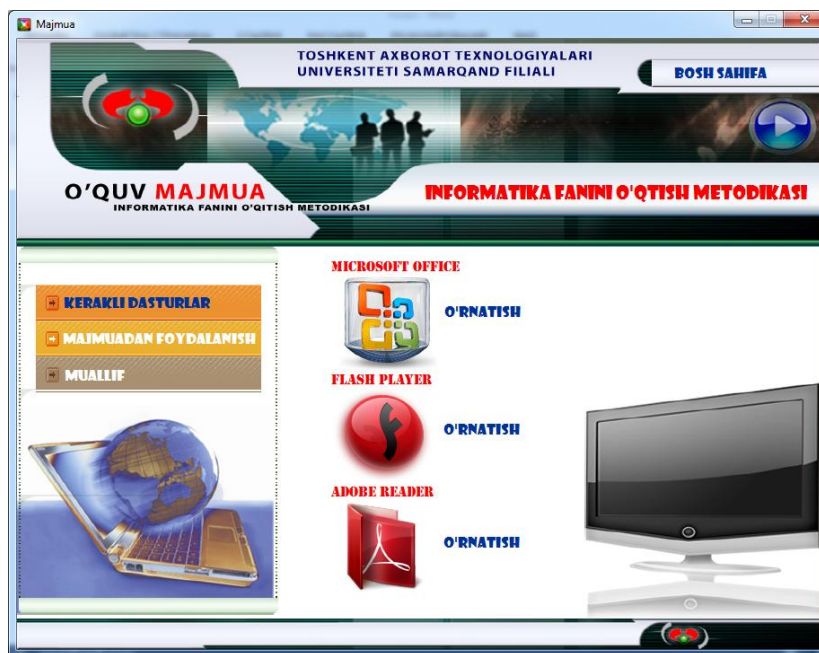 Majmua
TOSHKENT AXBOROT TEXNOLOGIYALARI
UNIVERSITETI SAMARQAND FILIALI
BOSH SAHIFA
O'QUV MAJMUA
INFORMATIKA FANINI O'QITISH METODIKASI
INFORMATIKA FANINI O'QTISH METODIKASI
KERAKLI DASTURLAR
MAJMUADAN FOYDALANISH
MUALLIF
MICROSOFT OFFICE
O'RNATISH
FLASH PLAYER
O'RNATISH
ADOBE READER
O'RNATISH